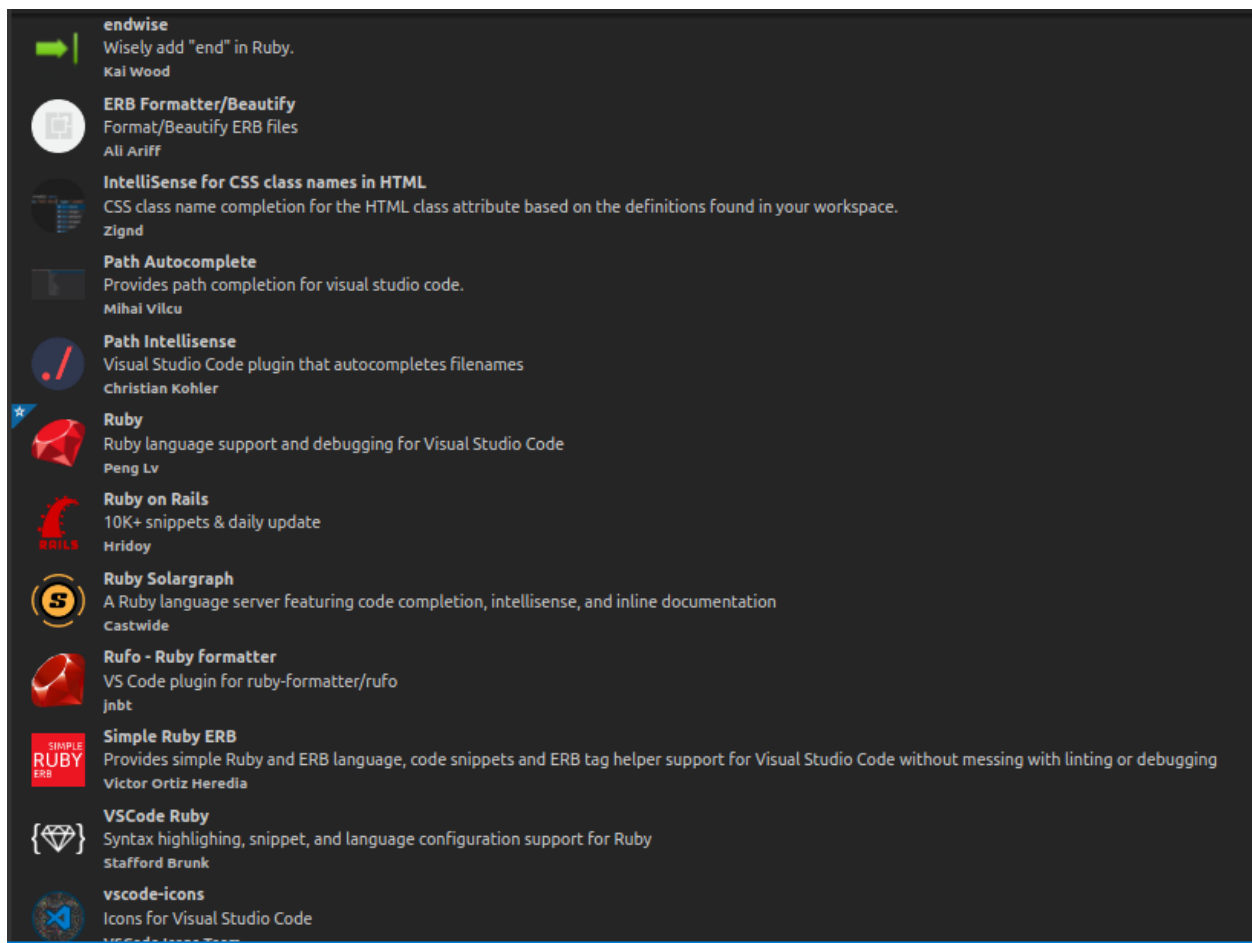 endwise
Wisely add "end" in Ruby.
Kai Wood
ERB Formatter/Beautify
Format/Beautify ERB files
Ali Ariff
IntelliSense for CSS class names in HTML
CSS class name completion for the HTML class attribute based on the definitions found in your workspace.
Zignd
Path Autocomplete
Provides path completion for visual studio code.
Mihai Vilcu
Path Intellisense
Visual Studio Code plugin that autocompletes filenames
Christian Kohler
Ruby
Ruby language support and debugging for Visual Studio Code
Peng Lv
RAILS
Ruby on Rails
10K+ snippets & daily update
Hridoy
S
Ruby Solargraph
A Ruby language server featuring code completion, intellisense, and inline documentation
Castwide
Rufo - Ruby formatter
VS Code plugin for ruby-formatter/rufo
jnbt
SIMPLE
RUBY
ERB
Simple Ruby ERB
Provides simple Ruby and ERB language, code snippets and ERB tag helper support for Visual Studio Code without messing with linting or debugging
Victor Ortiz Heredia
VSCode Ruby
Syntax highlighing, snippet, and language configuration support for Ruby
Stafford Brunk
vscode-icons
Icons for Visual Studio Code
VSCode Icons Team